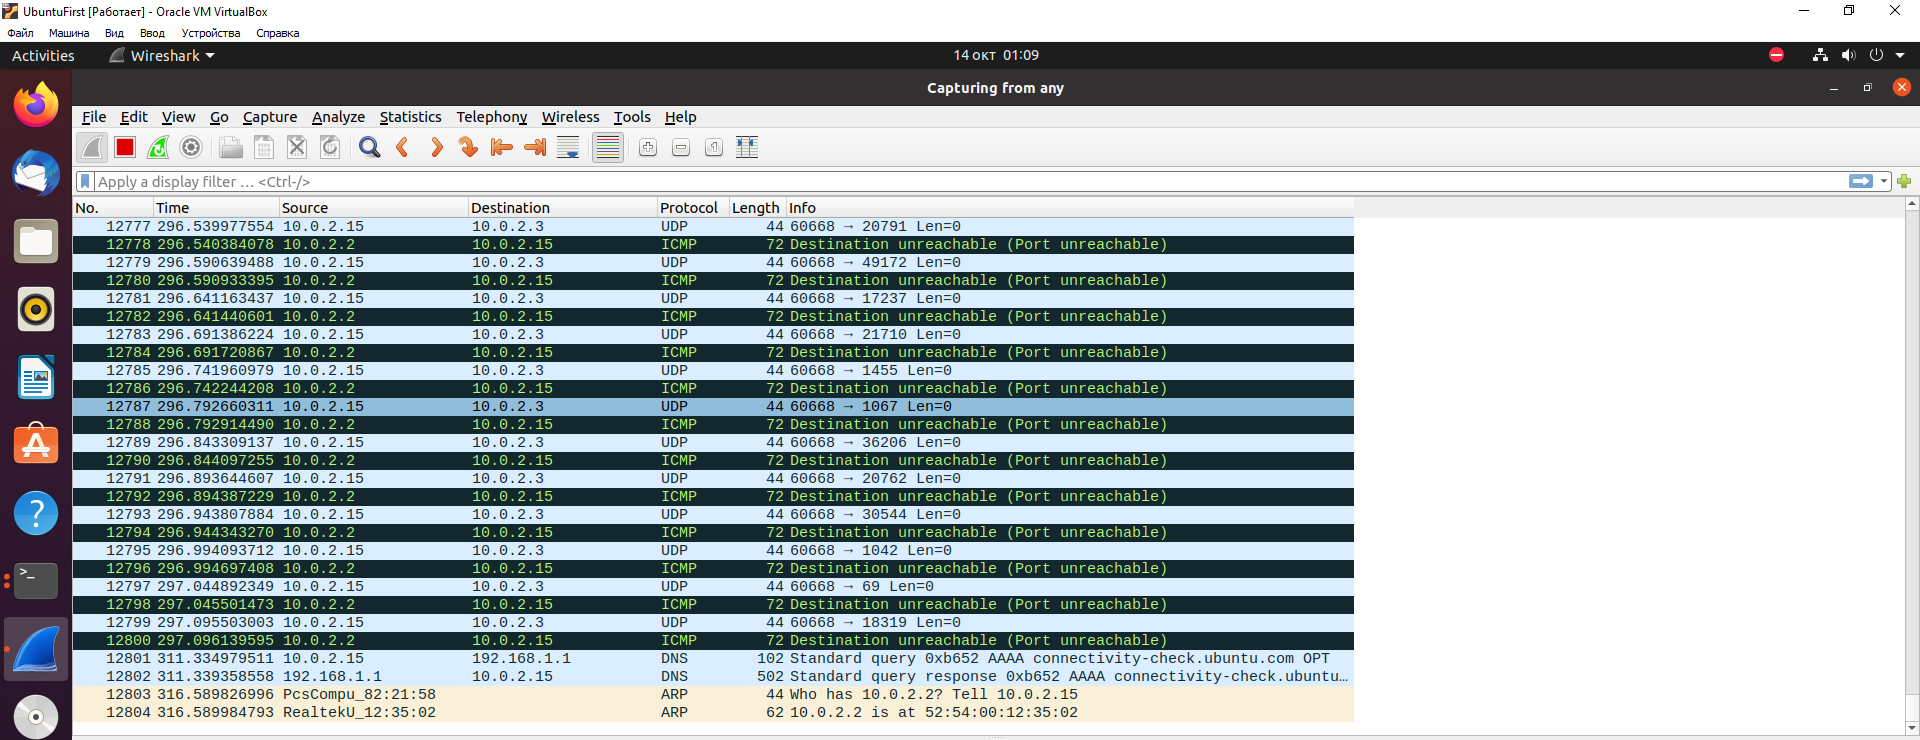 UbuntuFirst [Работает] - Oracle VM VirtualBox
Файл Машина Вид Ввод Устройства Справка
Activities Wireshark 14 окт 01:09
Capturing from any
File Edit View Go Capture Analyze Statistics Telephony Wireless Tools Help
Apply a display filter … <Ctrl-/>
No. Time Source Destination Protocol Length Info
12777 296.539977554 10.0.2.15 10.0.2.3 UDP 44 60668 → 20791 Len=0
12778 296.540384078 10.0.2.2 10.0.2.15 ICMP 72 Destination unreachable (Port unreachable)
12779 296.590639488 10.0.2.15 10.0.2.3 UDP 44 60668 → 49172 Len=0
12780 296.590933395 10.0.2.2 10.0.2.15 ICMP 72 Destination unreachable (Port unreachable)
12781 296.641163437 10.0.2.15 10.0.2.3 UDP 44 60668 → 17237 Len=0
12782 296.641440601 10.0.2.2 10.0.2.15 ICMP 72 Destination unreachable (Port unreachable)
12783 296.691386224 10.0.2.15 10.0.2.3 UDP 44 60668 → 21710 Len=0
12784 296.691720867 10.0.2.2 10.0.2.15 ICMP 72 Destination unreachable (Port unreachable)
12785 296.741960979 10.0.2.15 10.0.2.3 UDP 44 60668 → 1455 Len=0
12786 296.742244208 10.0.2.2 10.0.2.15 ICMP 72 Destination unreachable (Port unreachable)
12787 296.792660311 10.0.2.15 10.0.2.3 UDP 44 60668 → 1067 Len=0
12788 296.792914490 10.0.2.2 10.0.2.15 ICMP 72 Destination unreachable (Port unreachable)
12789 296.843309137 10.0.2.15 10.0.2.3 UDP 44 60668 → 36206 Len=0
12790 296.844097255 10.0.2.2 10.0.2.15 ICMP 72 Destination unreachable (Port unreachable)
12791 296.893644607 10.0.2.15 10.0.2.3 UDP 44 60668 → 20762 Len=0
12792 296.894387229 10.0.2.2 10.0.2.15 ICMP 72 Destination unreachable (Port unreachable)
12793 296.943807884 10.0.2.15 10.0.2.3 UDP 44 60668 → 30544 Len=0
12794 296.944343270 10.0.2.2 10.0.2.15 ICMP 72 Destination unreachable (Port unreachable)
12795 296.994093712 10.0.2.15 10.0.2.3 UDP 44 60668 → 1042 Len=0
12796 296.994697408 10.0.2.2 10.0.2.15 ICMP 72 Destination unreachable (Port unreachable)
12797 297.044892349 10.0.2.15 10.0.2.3 UDP 44 60668 → 69 Len=0
12798 297.045501473 10.0.2.2 10.0.2.15 ICMP 72 Destination unreachable (Port unreachable)
12799 297.095503003 10.0.2.15 10.0.2.3 UDP 44 60668 → 18319 Len=0
12800 297.096139595 10.0.2.2 10.0.2.15 ICMP 72 Destination unreachable (Port unreachable)
12801 311.334979511 10.0.2.15 192.168.1.1 DNS 102 Standard query 0xb652 AAAA connectivity-check.ubuntu.com OPT
12802 311.339358558 192.168.1.1 10.0.2.15 DNS 502 Standard query response 0xb652 AAAA connectivity-check.ubuntu…
12803 316.589826996 PcsCompu_82:21:58 ARP 44 Who has 10.0.2.2? Tell 10.0.2.15
12804 316.589984793 RealtekU_12:35:02 ARP 62 10.0.2.2 is at 52:54:00:12:35:02